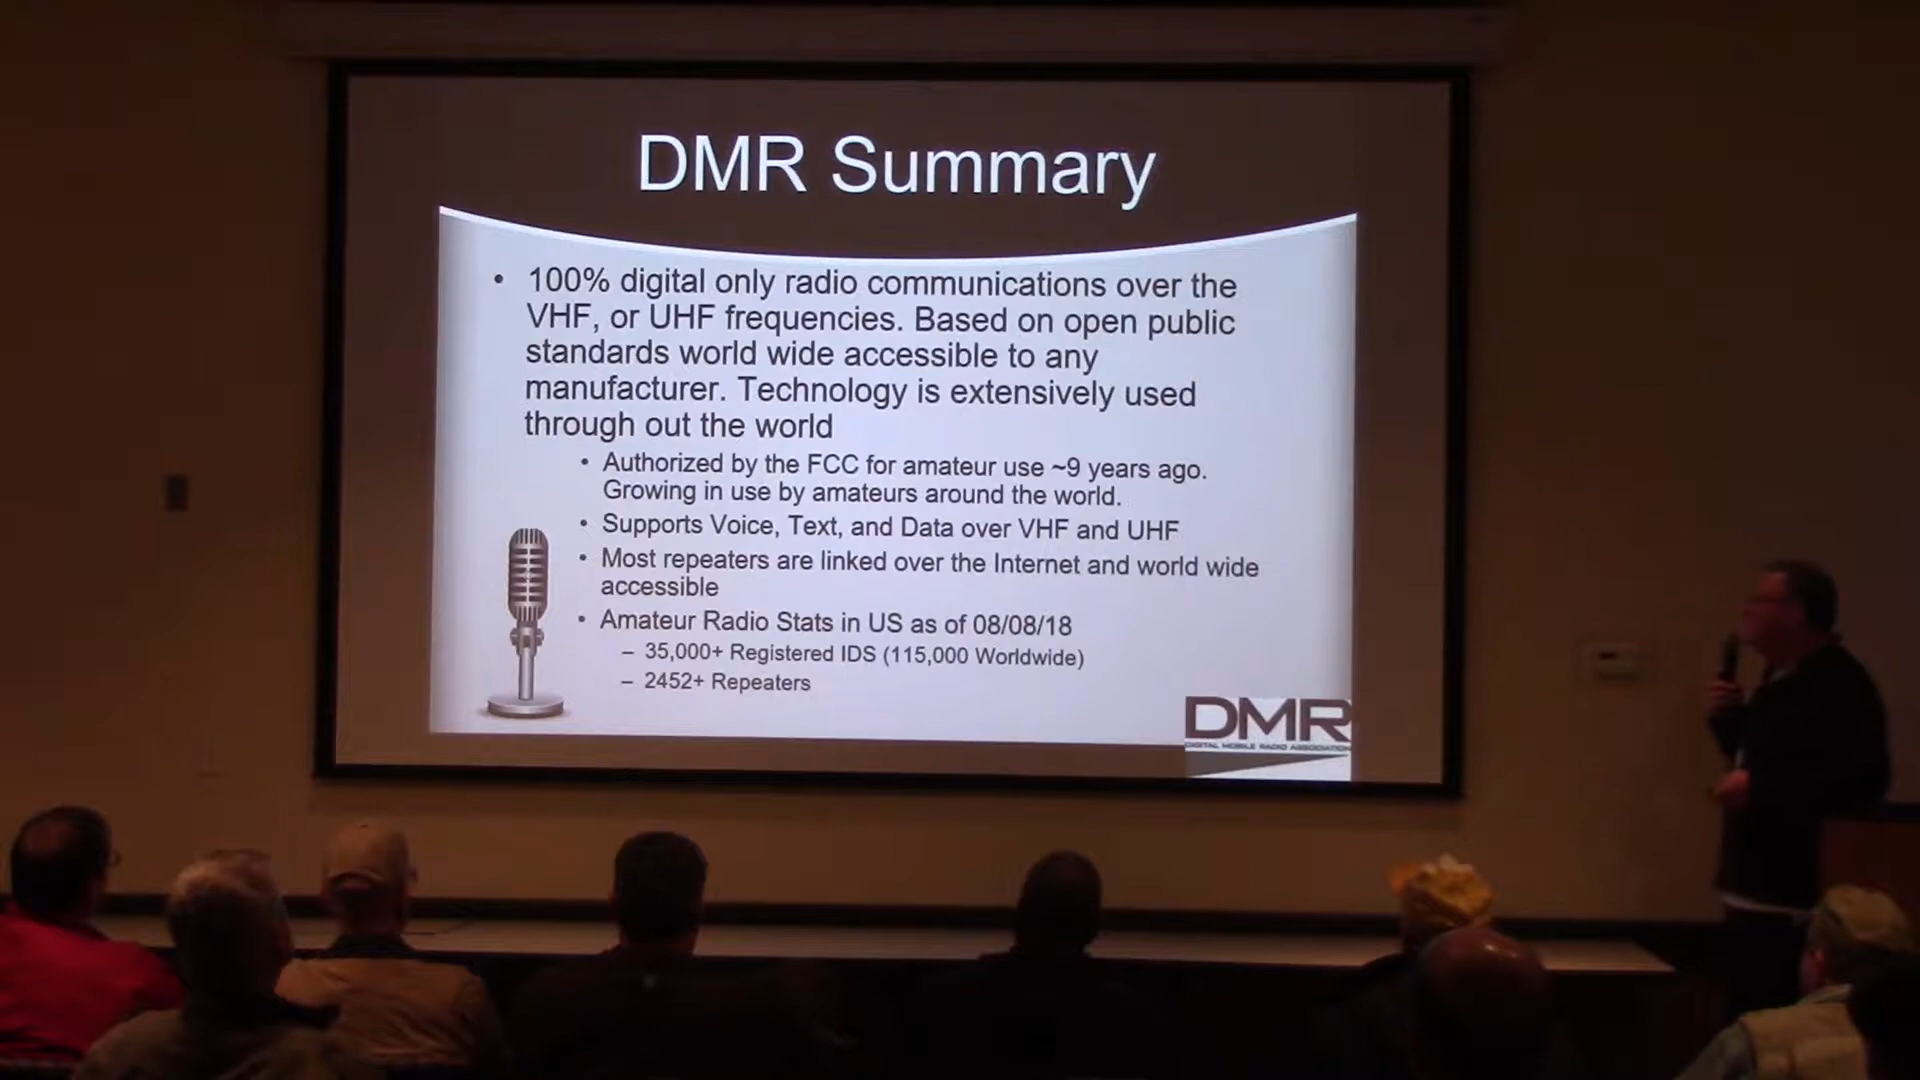 DMR Summary
• 100% digital only radio communications over the
VHF, or UHF frequencies. Based on open public
standards world wide accessible to any
manufacturer. Technology is extensively used
through out the world
• Authorized by the FCC for amateur use ~9 years ago.
Growing in use by amateurs around the world.
• Supports Voice, Text, and Data over VHF and UHF
• Most repeaters are linked over the Internet and world wide
accessible
• Amateur Radio Stats in US as of 08/08/18
– 35,000+ Registered IDS (115,000 Worldwide)
– 2452+ Repeaters
DMR
DIGITAL MOBILE RADIO ASSOCIATION